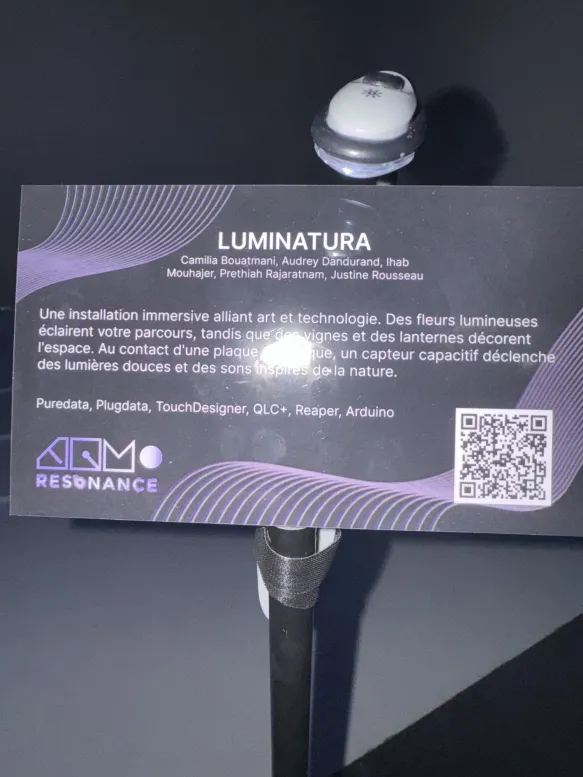 LUMINATURA
Camilia Bouatmani, Audrey Dandurand, Ihab
Mouhajer, Prethiah Rajaratnam, Justine Rousseau
Une installation immersive alliant art et technologie. Des fleurs lumineuses
éclairent votre parcours, tandis que des vignes et des lanternes décorent
l'espace. Au contact d'une plaque un capteur capacitif déclenche
des lumières douces et des sons inspirés de la nature.
Puredata, Plugdata, TouchDesigner, QLC+, Reaper, Arduino
RESONANCE